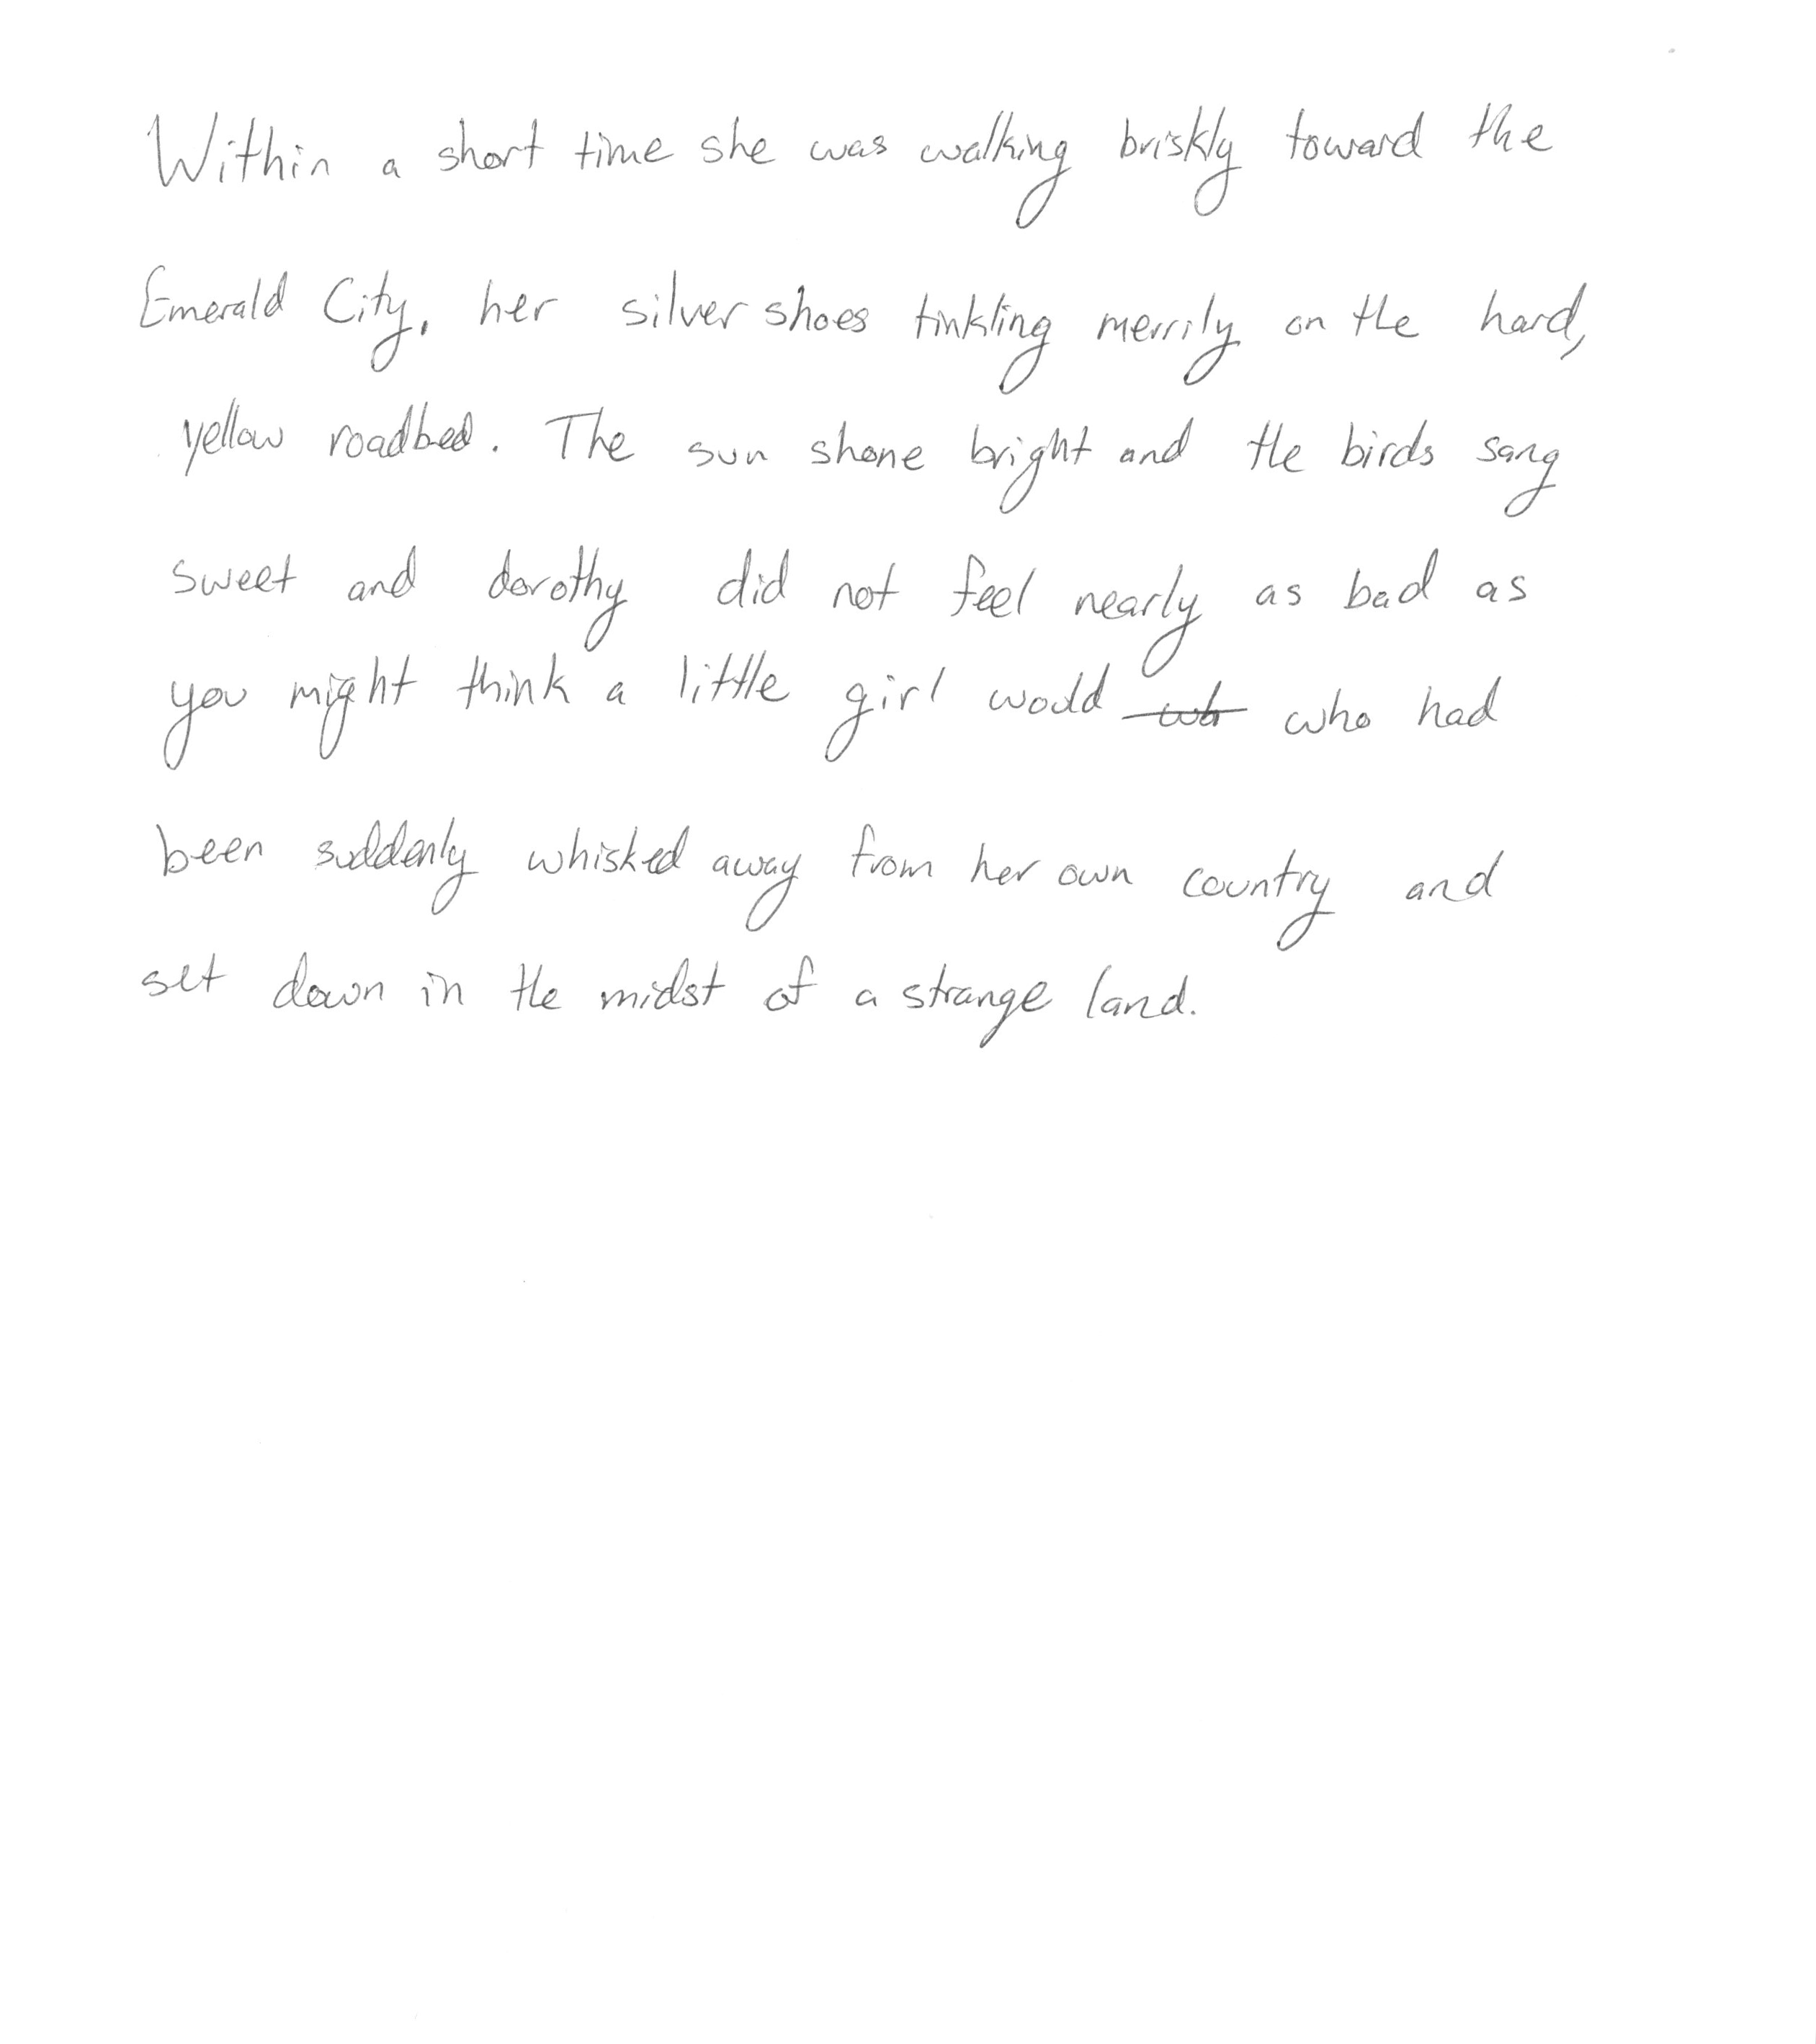 Within a short time she was walking briskly toward the
Emerald City, her silver shoes tinkling merrily on the hard,
yellow roadbed. The sun shone bright and the birds sang
sweet and dorothy did not feel nearly as bad as
you might think a little girl would who had
been suddenly whisked away from her own country and
set down in the midst of a strange land.